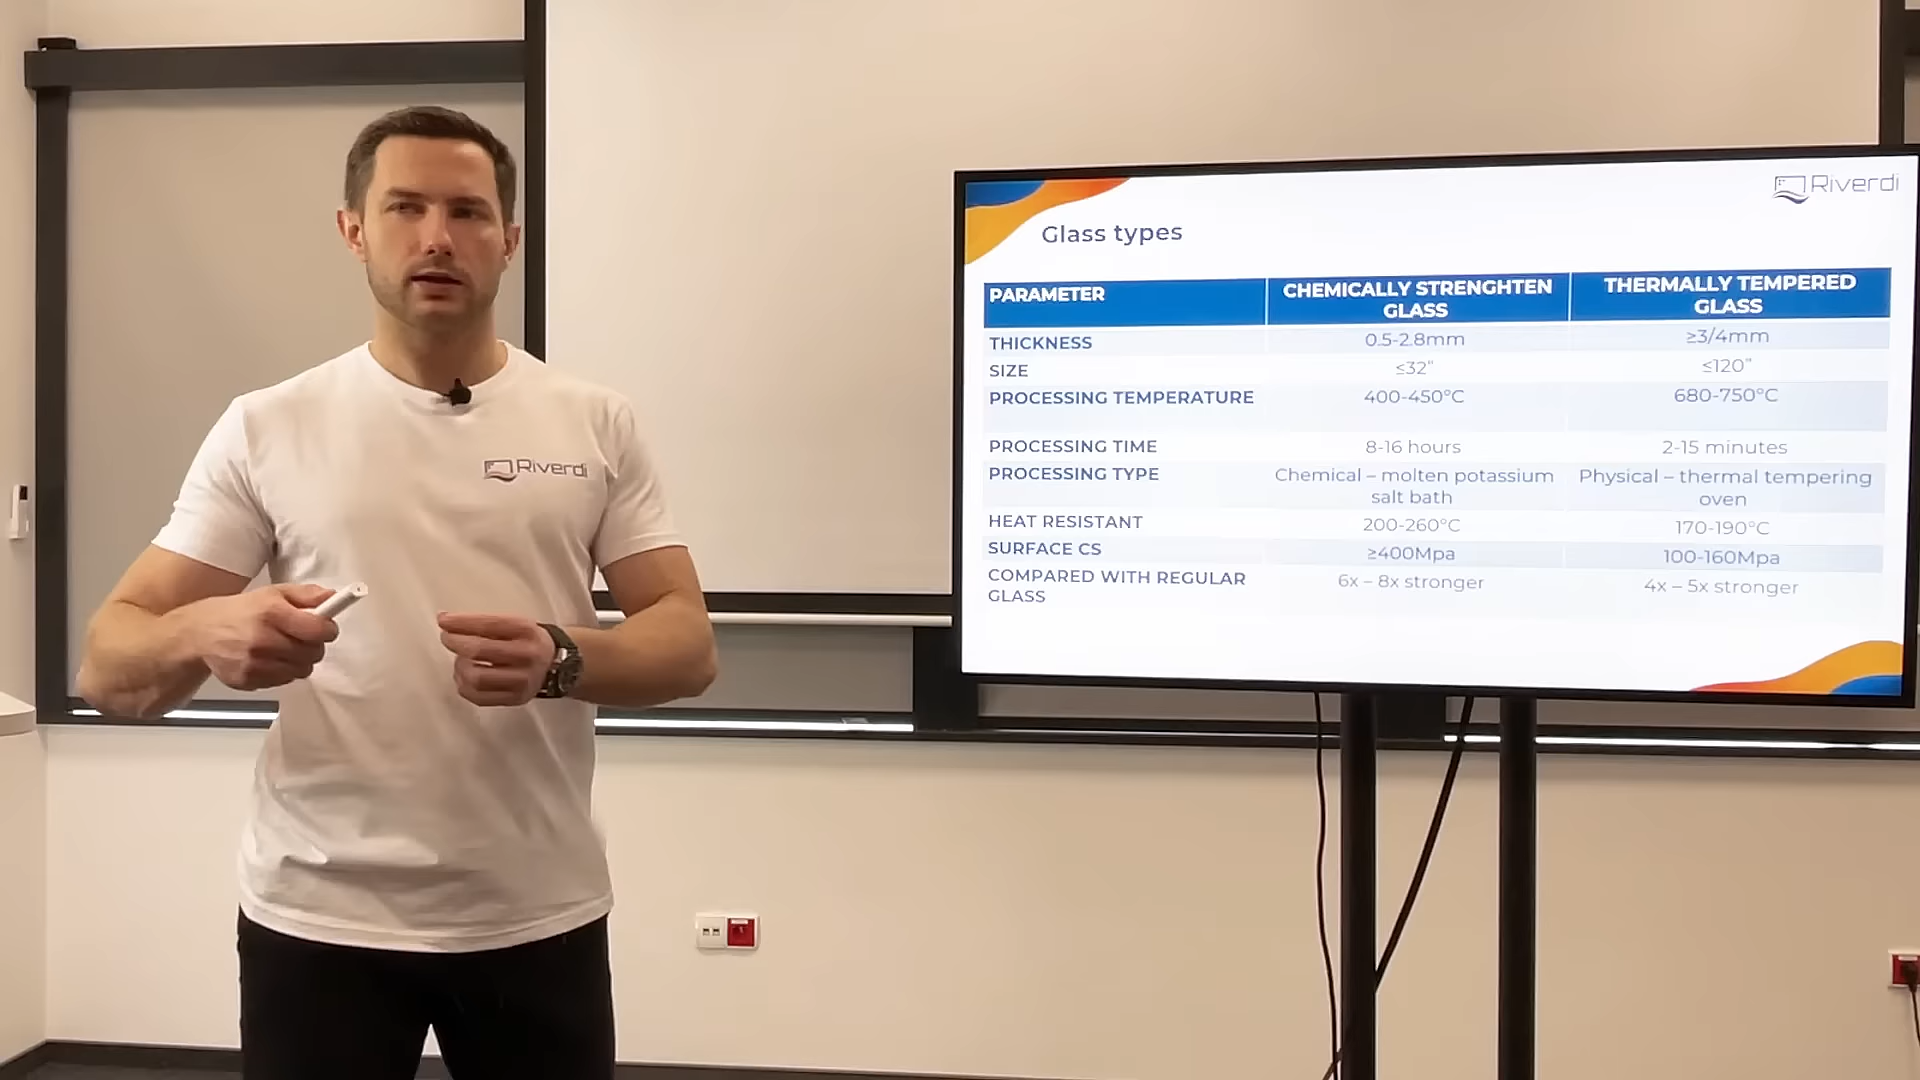 Riverdi
Riverdi
Glass types
PARAMETER
CHEMICALLY STRENGHTEN
GLASS
THERMALLY TEMPERED
GLASS
THICKNESS
0.5-2.8mm
≥3/4mm
SIZE
≤32"
≤120"
PROCESSING TEMPERATURE
400-450°C
680-750°C
PROCESSING TIME
8-16 hours
2-15 minutes
PROCESSING TYPE
Chemical – molten potassium
salt bath
Physical – thermal tempering
oven
HEAT RESISTANT
200-260°C
170-190°C
SURFACE CS
≥400Mpa
100-160Mpa
COMPARED WITH REGULAR
GLASS
6x – 8x stronger
4x – 5x stronger